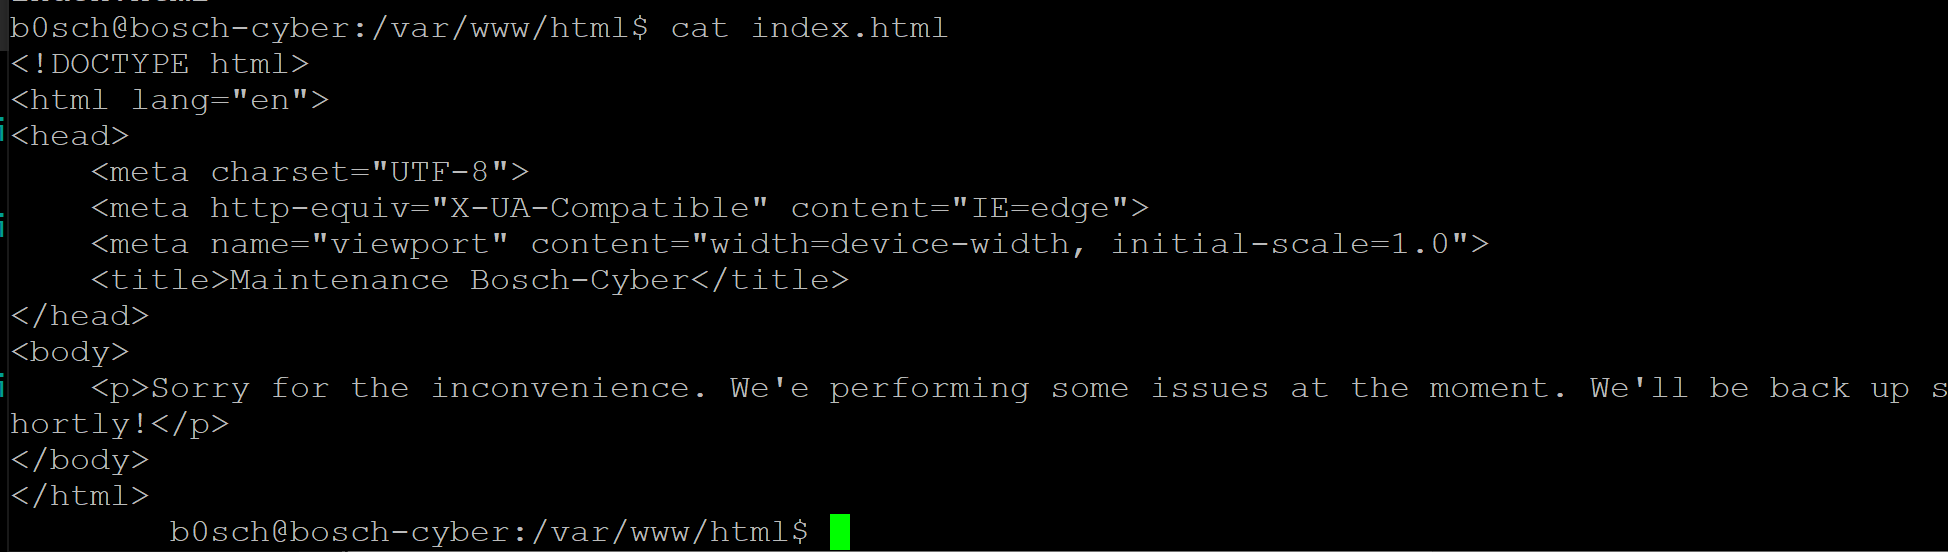 b0sch@bosch-cyber:/var/www/html$ cat index.html
<!DOCTYPE html>
<html lang="en">
<head>
    <meta charset="UTF-8">
    <meta http-equiv="X-UA-Compatible" content="IE=edge">
    <meta name="viewport" content="width=device-width, initial-scale=1.0">
    <title>Maintenance Bosch-Cyber</title>
</head>
<body>
    <p>Sorry for the inconvenience. We'e performing some issues at the moment. We'll be back up s
hortly!</p>
</body>
</html>
        b0sch@bosch-cyber:/var/www/html$